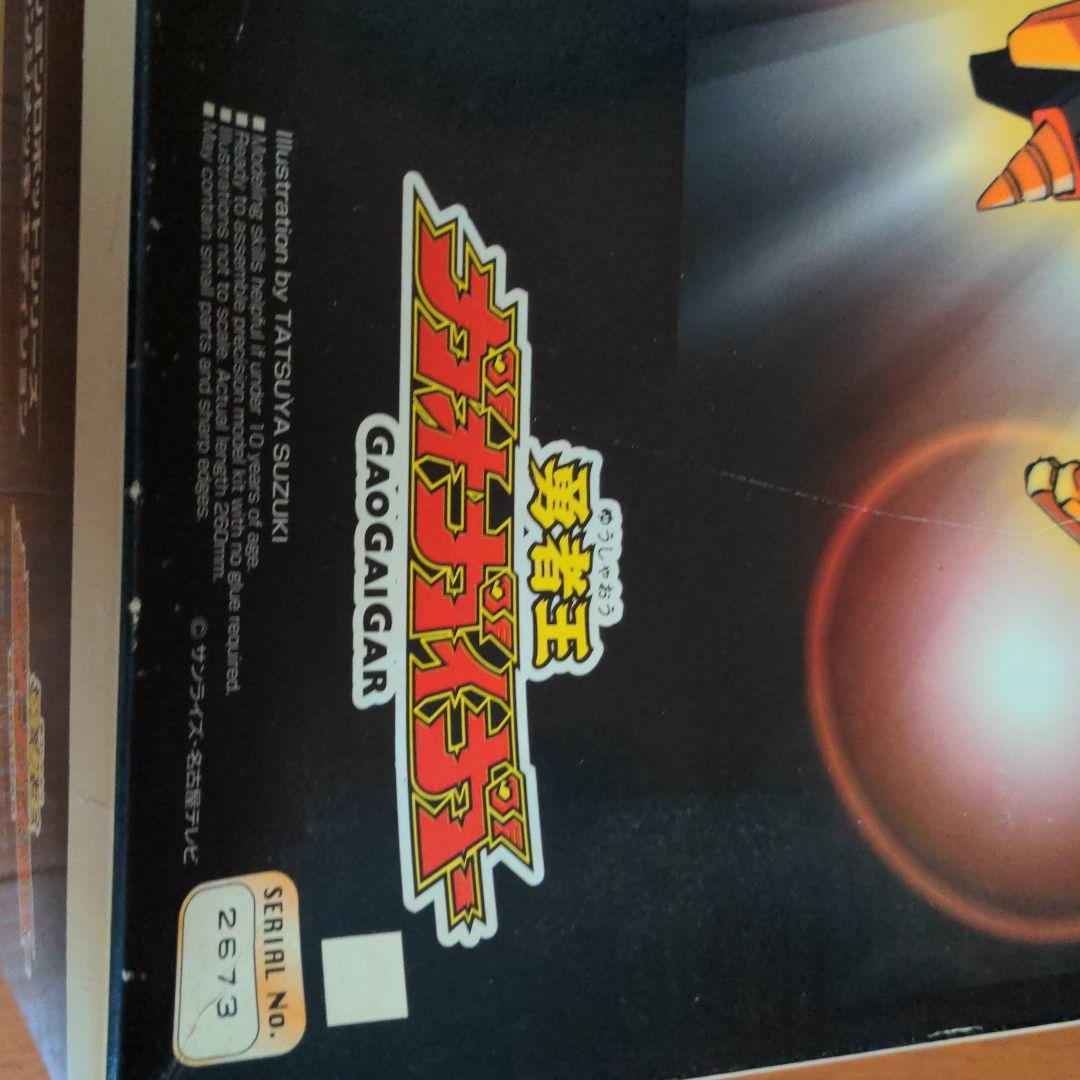 ゆうしゃおう
勇者王
ガオガイガー
GAOGAIGAR
Illustration by TATSUYA SUZUKI
■ Modeling skills helpful if under 10 years of age.
■ Ready to assemble precision model kit with no glue required.
■ Illustrations not to scale. Actual length 260mm.
■ May contain small parts and sharp edges.
© サンライズ・名古屋テレビ
SERIAL No.
2673